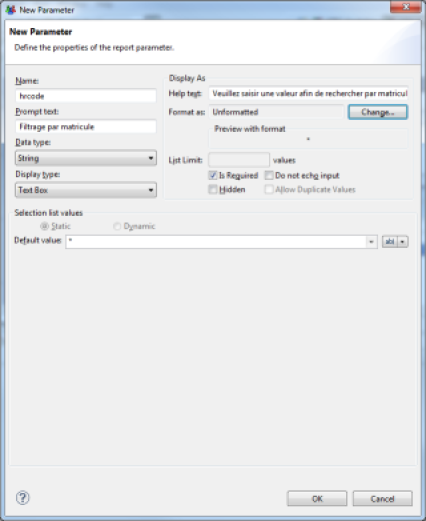 New Parameter
New Parameter
Define the properties of the report parameter.
Name:
hrcode
Prompt text:
Filtrage par matricule
Data type:
String
Display type:
Text Box
Display As
Help text: Veuillez saisir une valeur afin de rechercher par matricul
Format as: Unformatted Change...
Preview with format
*
List Limit: values
Is Required Do not echo input
Hidden Allow Duplicate Values
Selection list values
Static Dynamic
Default value: *
OK Cancel